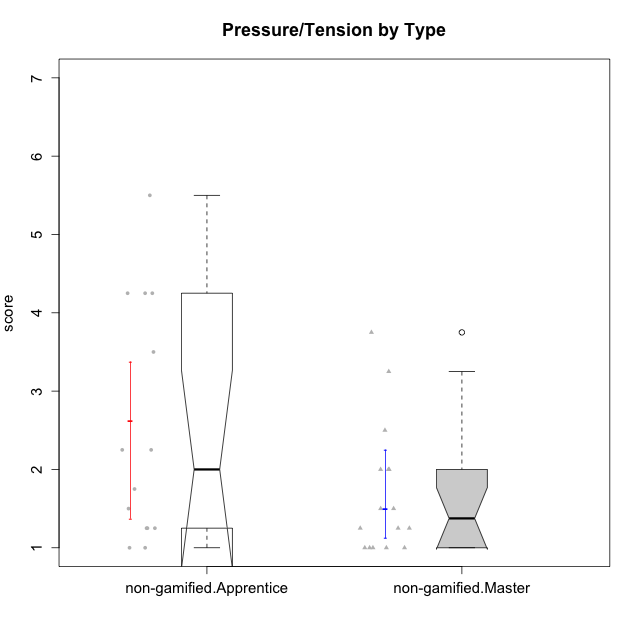 Pressure/Tension by Type
score
7
6
5
4
3
2
1
non-gamified.Apprentice
non-gamified.Master